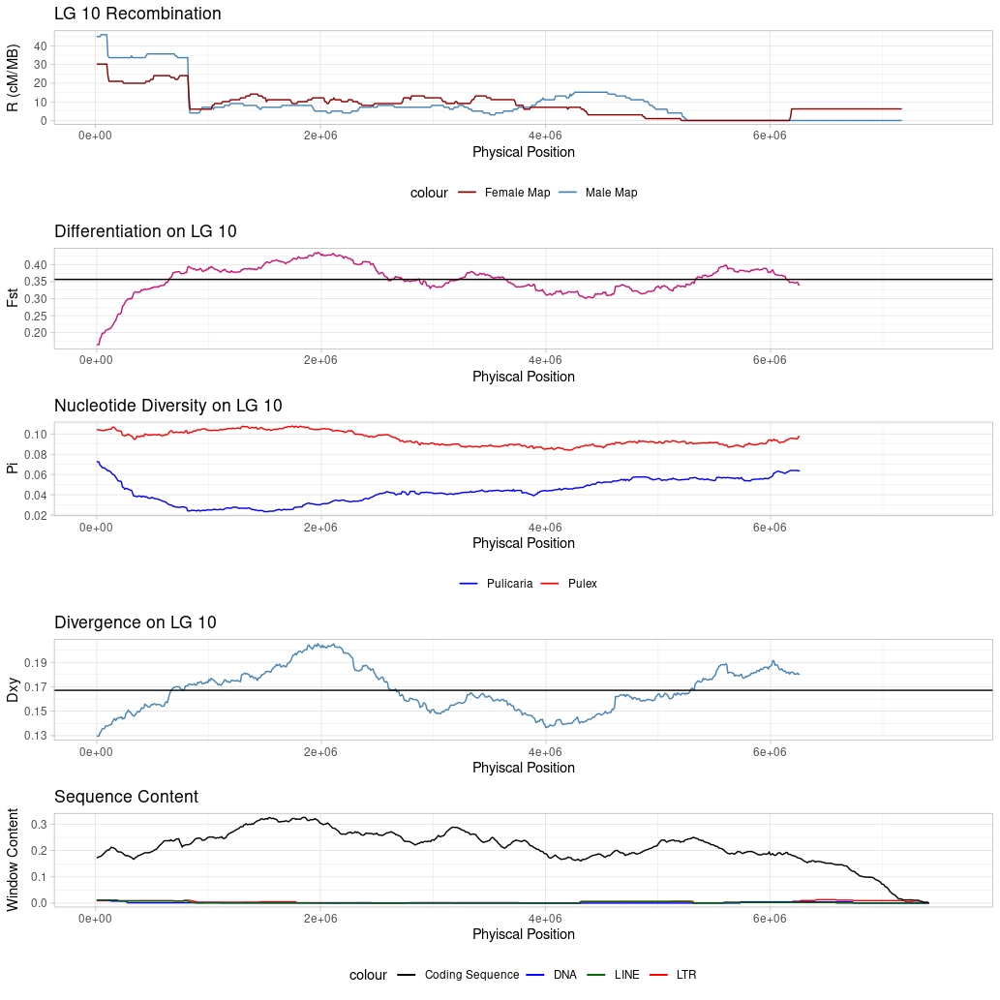 LG 10 Recombination
R (cM/MB)
40
30
20
10
0
0e+00 2e+06 4e+06 6e+06
Physical Position
colour Female Map Male Map
Differentiation on LG 10
Fst
0.40
0.35
0.30
0.25
0.20
0e+00 2e+06 4e+06 6e+06
Phyiscal Position
Nucleotide Diversity on LG 10
Pi
0.10
0.08
0.06
0.04
0.02
0e+00 2e+06 4e+06 6e+06
Phyiscal Position
Pulicaria Pulex
Divergence on LG 10
Dxy
0.19
0.17
0.15
0.13
0e+00 2e+06 4e+06 6e+06
Phyiscal Position
Sequence Content
Window Content
0.3
0.2
0.1
0.0
0e+00 2e+06 4e+06 6e+06
Phyiscal Position
colour Coding Sequence DNA LINE LTR